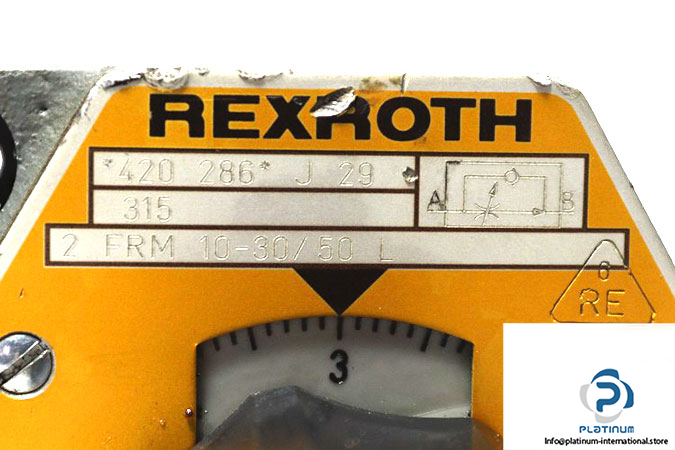 REXROTH
*420 286* J 29
315
A B
2 FRM 10-30/50 L
6
RE
3
P
PLATINUM
Info@platinum-international.store